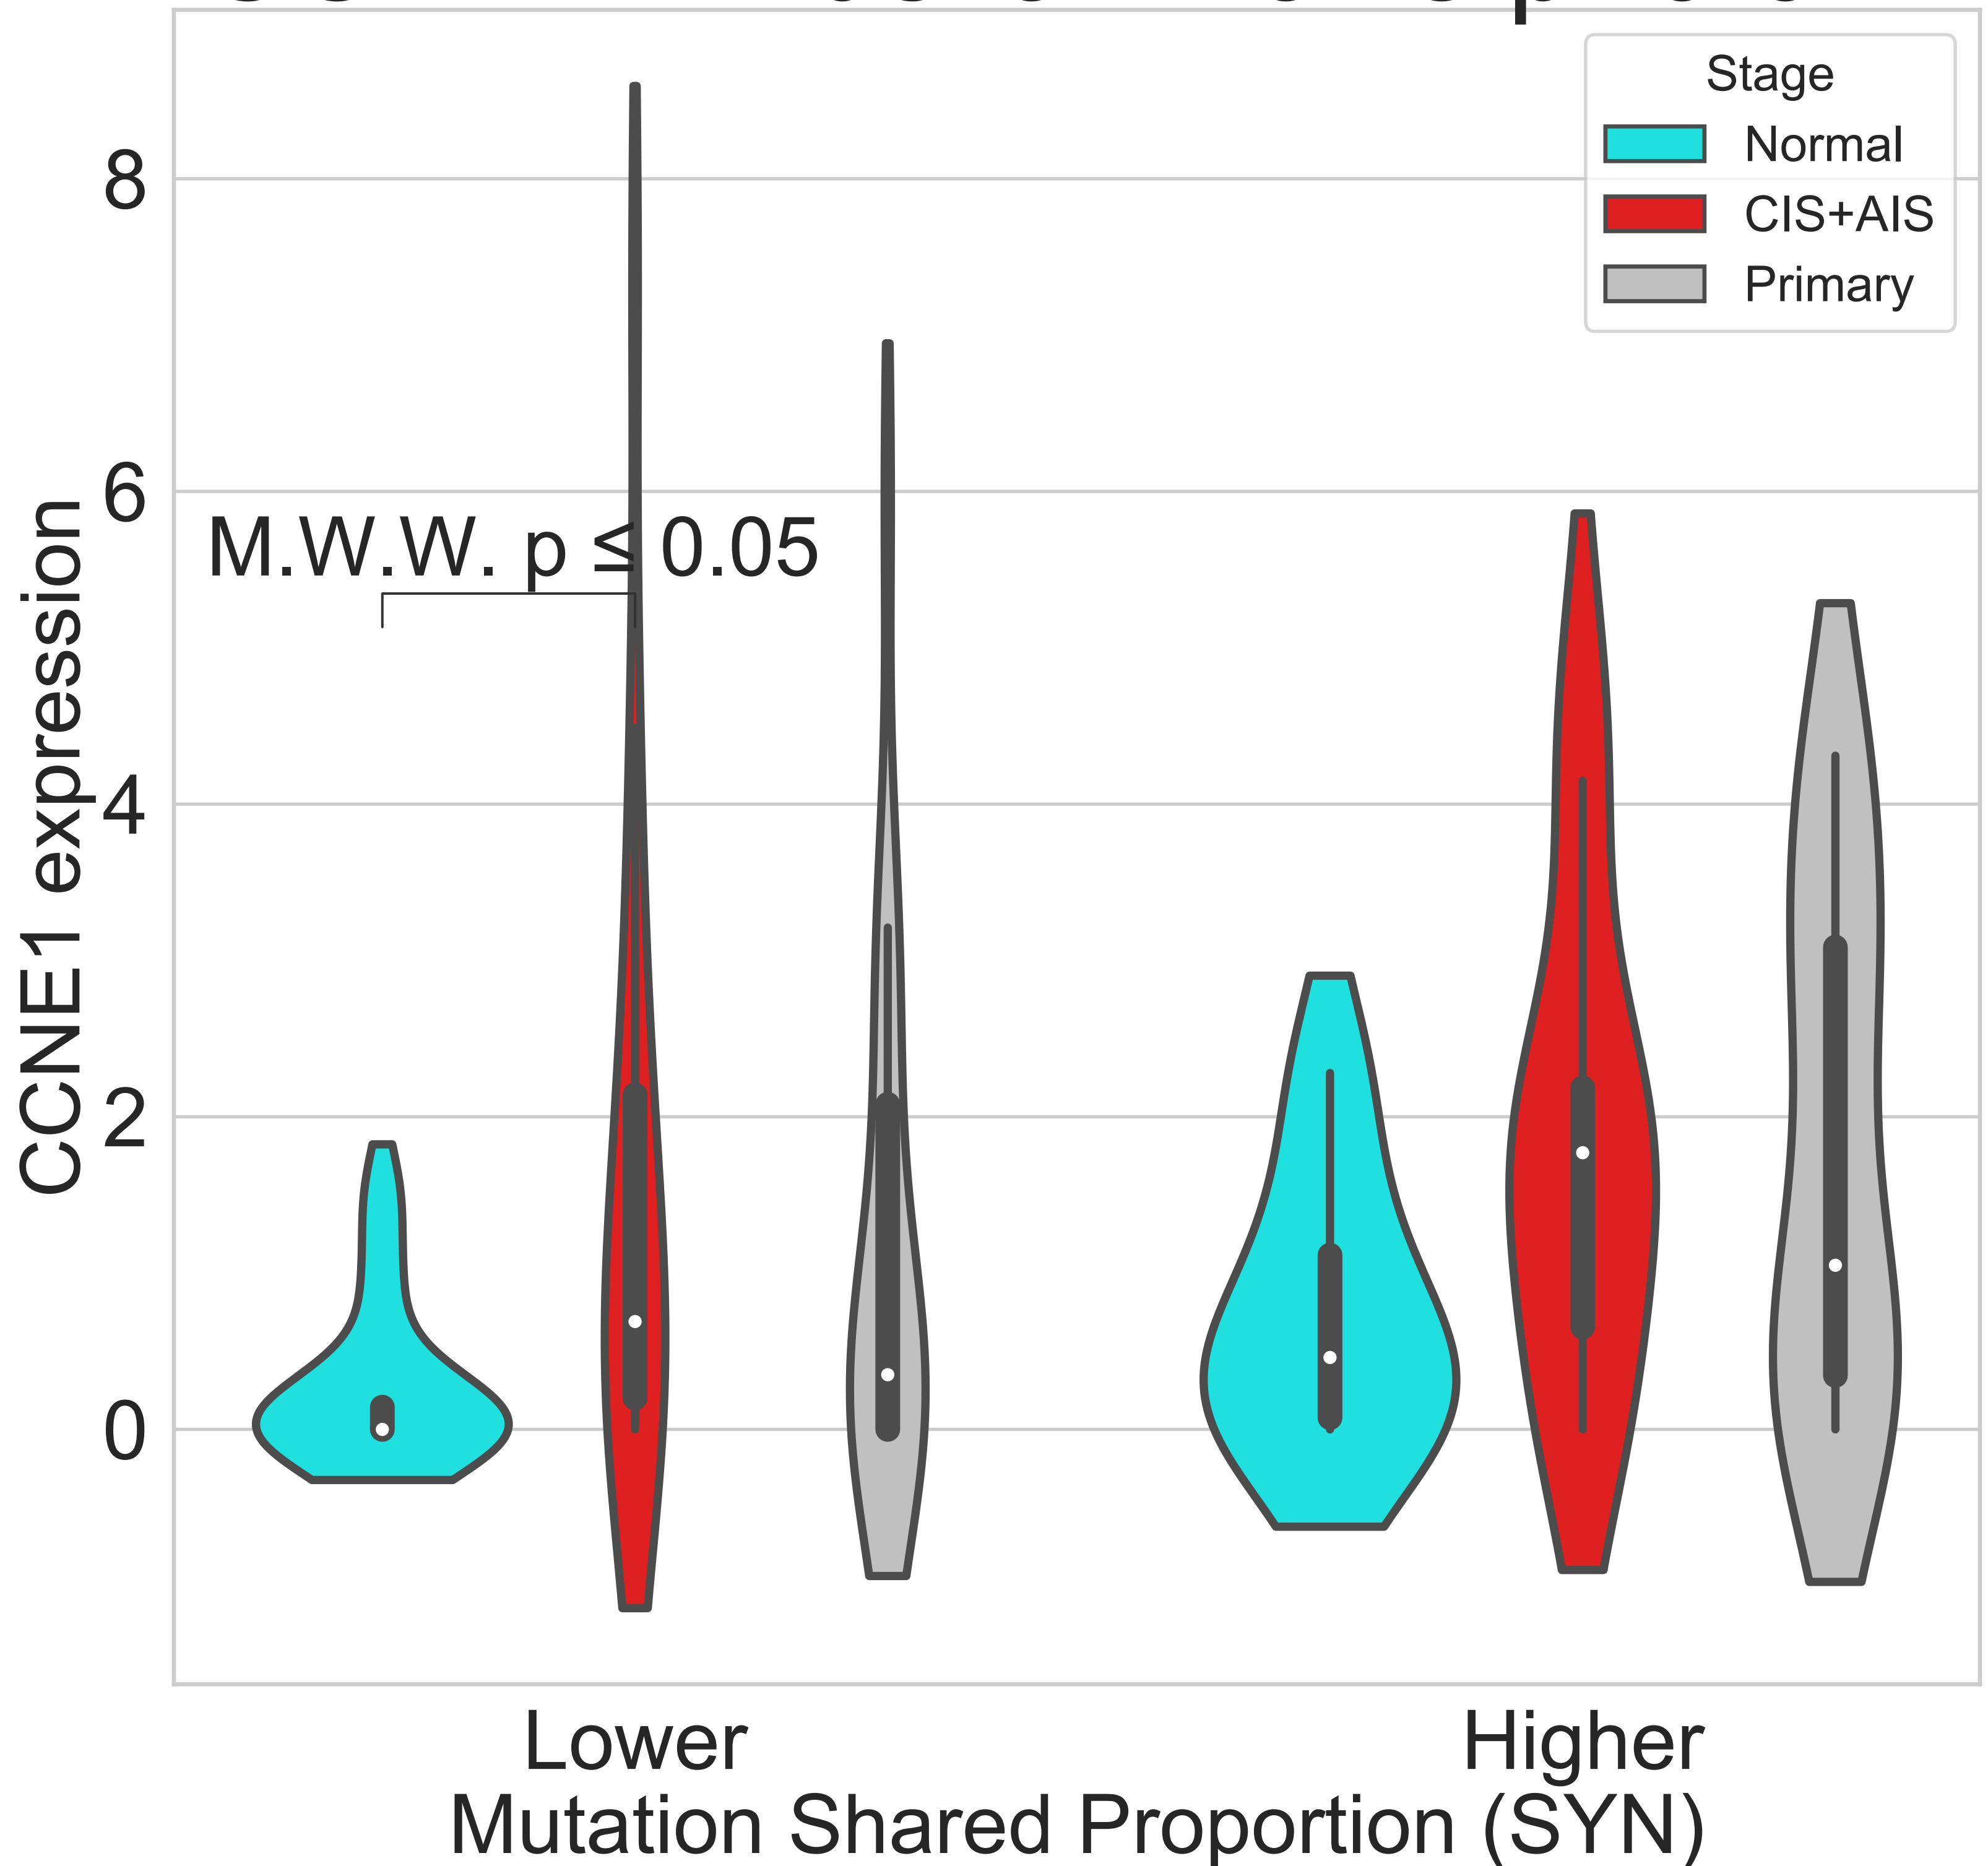 Stage
Normal
CIS+AIS
Primary
8
6
4
2
0
CCNE1 expression
M.W.W. p ≤ 0.05
Lower
Higher
Mutation Shared Proportion (SYN)